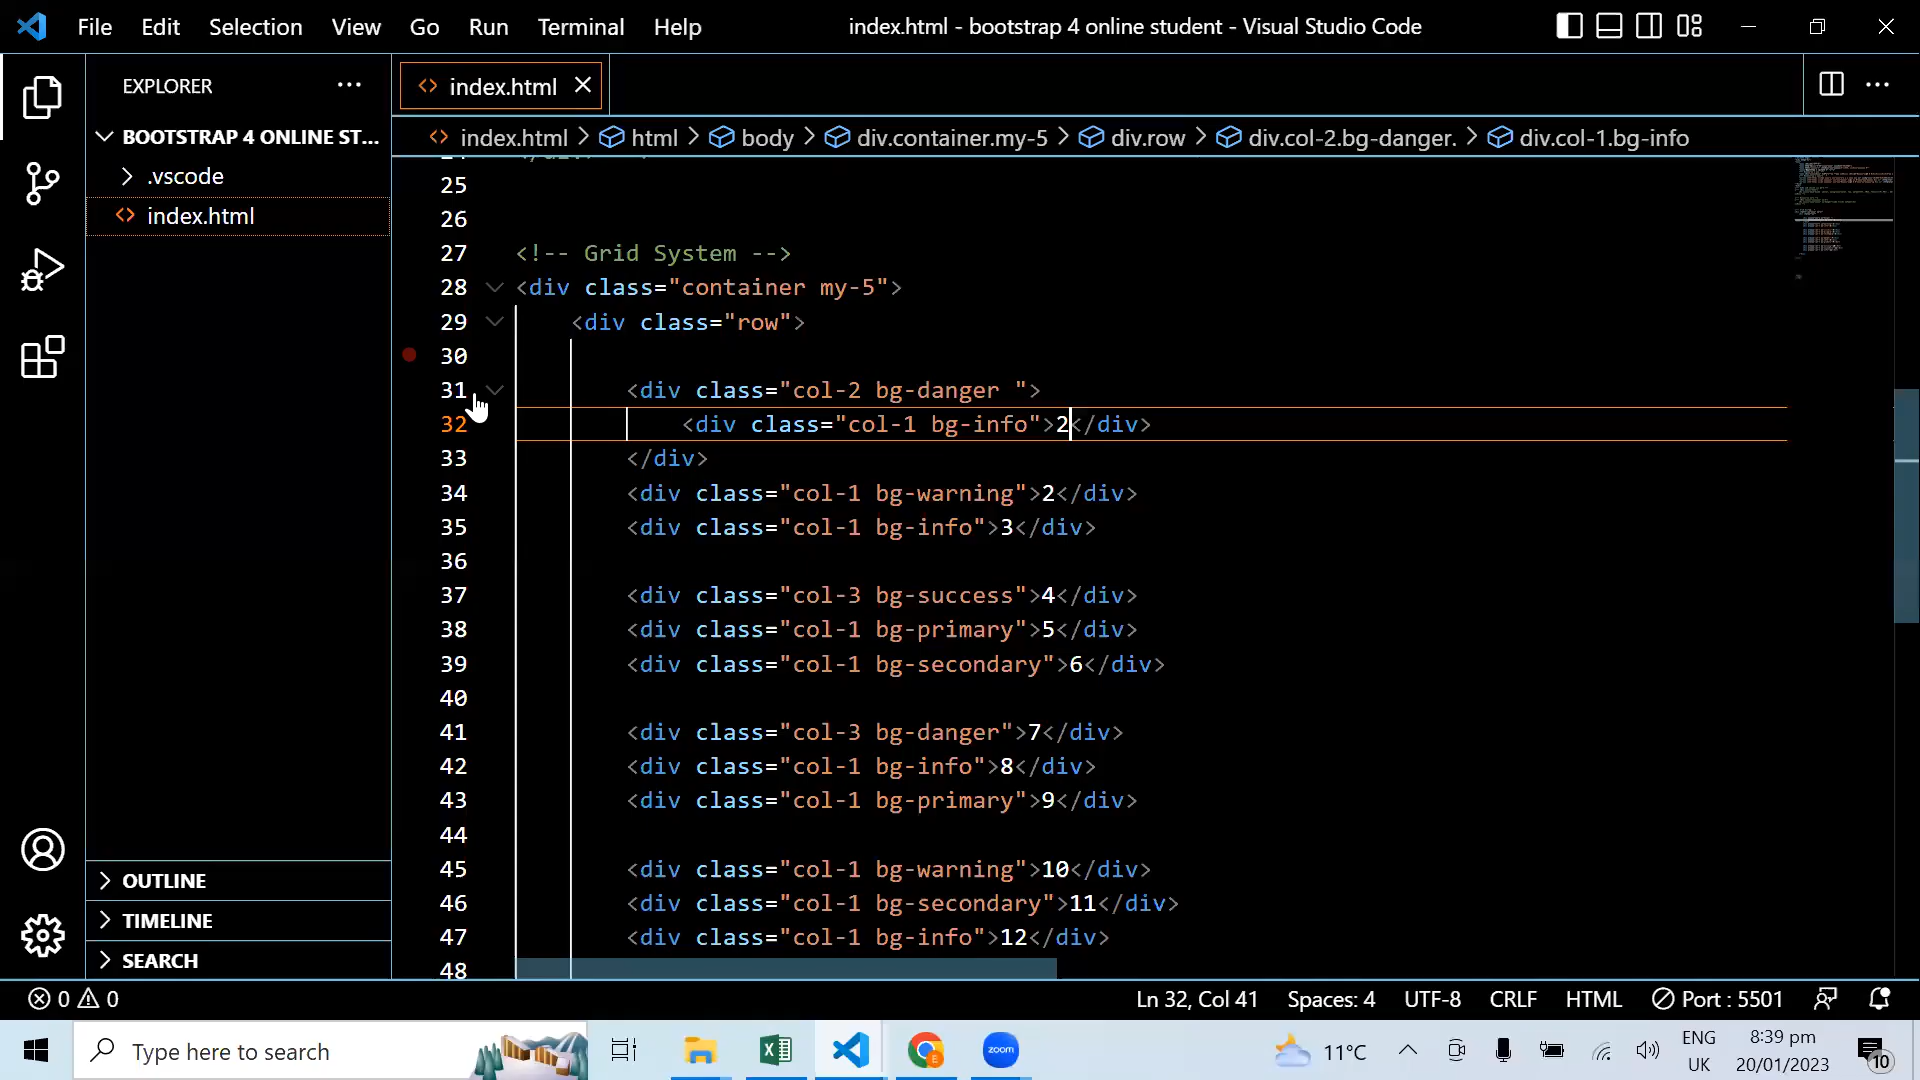 File Edit Selection View Go Run Terminal Help
index.html - bootstrap 4 online student - Visual Studio Code
EXPLORER
BOOTSTRAP 4 ONLINE ST...
.vscode
index.html
OUTLINE
TIMELINE
SEARCH
index.html
index.html > html > body > div.container.my-5 > div.row > div.col-2.bg-danger. > div.col-1.bg-info
25
26
27 <!-- Grid System -->
28 <div class="container my-5">
29 <div class="row">
30
31 <div class="col-2 bg-danger ">
32 <div class="col-1 bg-info">2</div>
33 </div>
34 <div class="col-1 bg-warning">2</div>
35 <div class="col-1 bg-info">3</div>
36
37 <div class="col-3 bg-success">4</div>
38 <div class="col-1 bg-primary">5</div>
39 <div class="col-1 bg-secondary">6</div>
40
41 <div class="col-3 bg-danger">7</div>
42 <div class="col-1 bg-info">8</div>
43 <div class="col-1 bg-primary">9</div>
44
45 <div class="col-1 bg-warning">10</div>
46 <div class="col-1 bg-secondary">11</div>
47 <div class="col-1 bg-info">12</div>
48
0 0
Ln 32, Col 41 Spaces: 4 UTF-8 CRLF HTML Port : 5501
Type here to search
zoom
11°C
ENG
UK
8:39 pm
20/01/2023
10